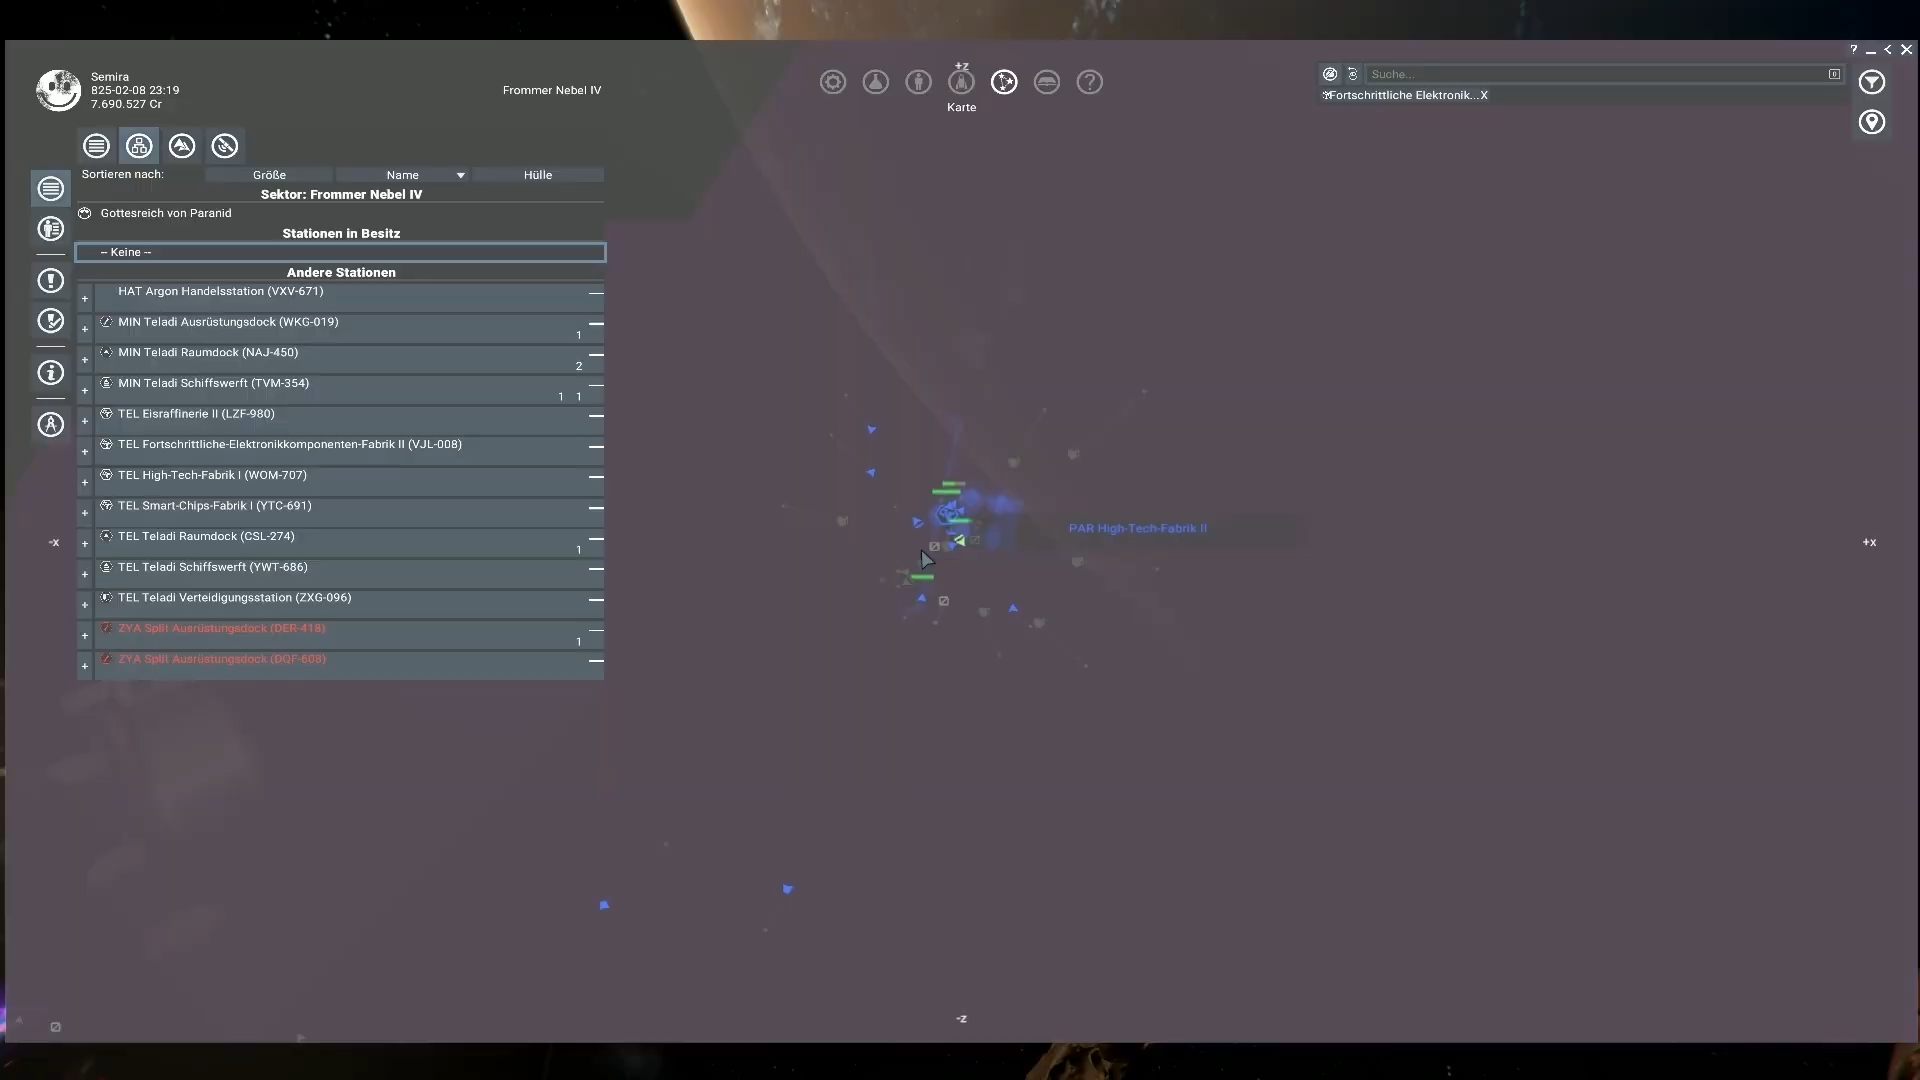 ? _ < X
Semira
825-02-08 23:19
7.690.527 Cr
Frommer Nebel IV
+z
Karte
Suche...
Fortschrittliche Elektronik...X
Sortieren nach:
Größe
Name
Hülle
Sektor: Frommer Nebel IV
Gottesreich von Paranid
Stationen in Besitz
-- Keine --
Andere Stationen
+ HAT Argon Handelsstation (VXV-671)
+ MIN Teladi Ausrüstungsdock (WKG-019)
1
+ MIN Teladi Raumdock (NAJ-450)
2
+ MIN Teladi Schiffswerft (TVM-354)
1 1
+ TEL Eisraffinerie II (LZF-980)
+ TEL Fortschrittliche-Elektronikkomponenten-Fabrik II (VJL-008)
+ TEL High-Tech-Fabrik I (WOM-707)
+ TEL Smart-Chips-Fabrik I (YTC-691)
+ TEL Teladi Raumdock (CSL-274)
1
+ TEL Teladi Schiffswerft (YWT-686)
+ TEL Teladi Verteidigungsstation (ZXG-096)
+ ZYA Split Ausrüstungsdock (DER-418)
1
+ ZYA Split Ausrüstungsdock (DQF-608)
PAR High-Tech-Fabrik II
-x
+x
-z